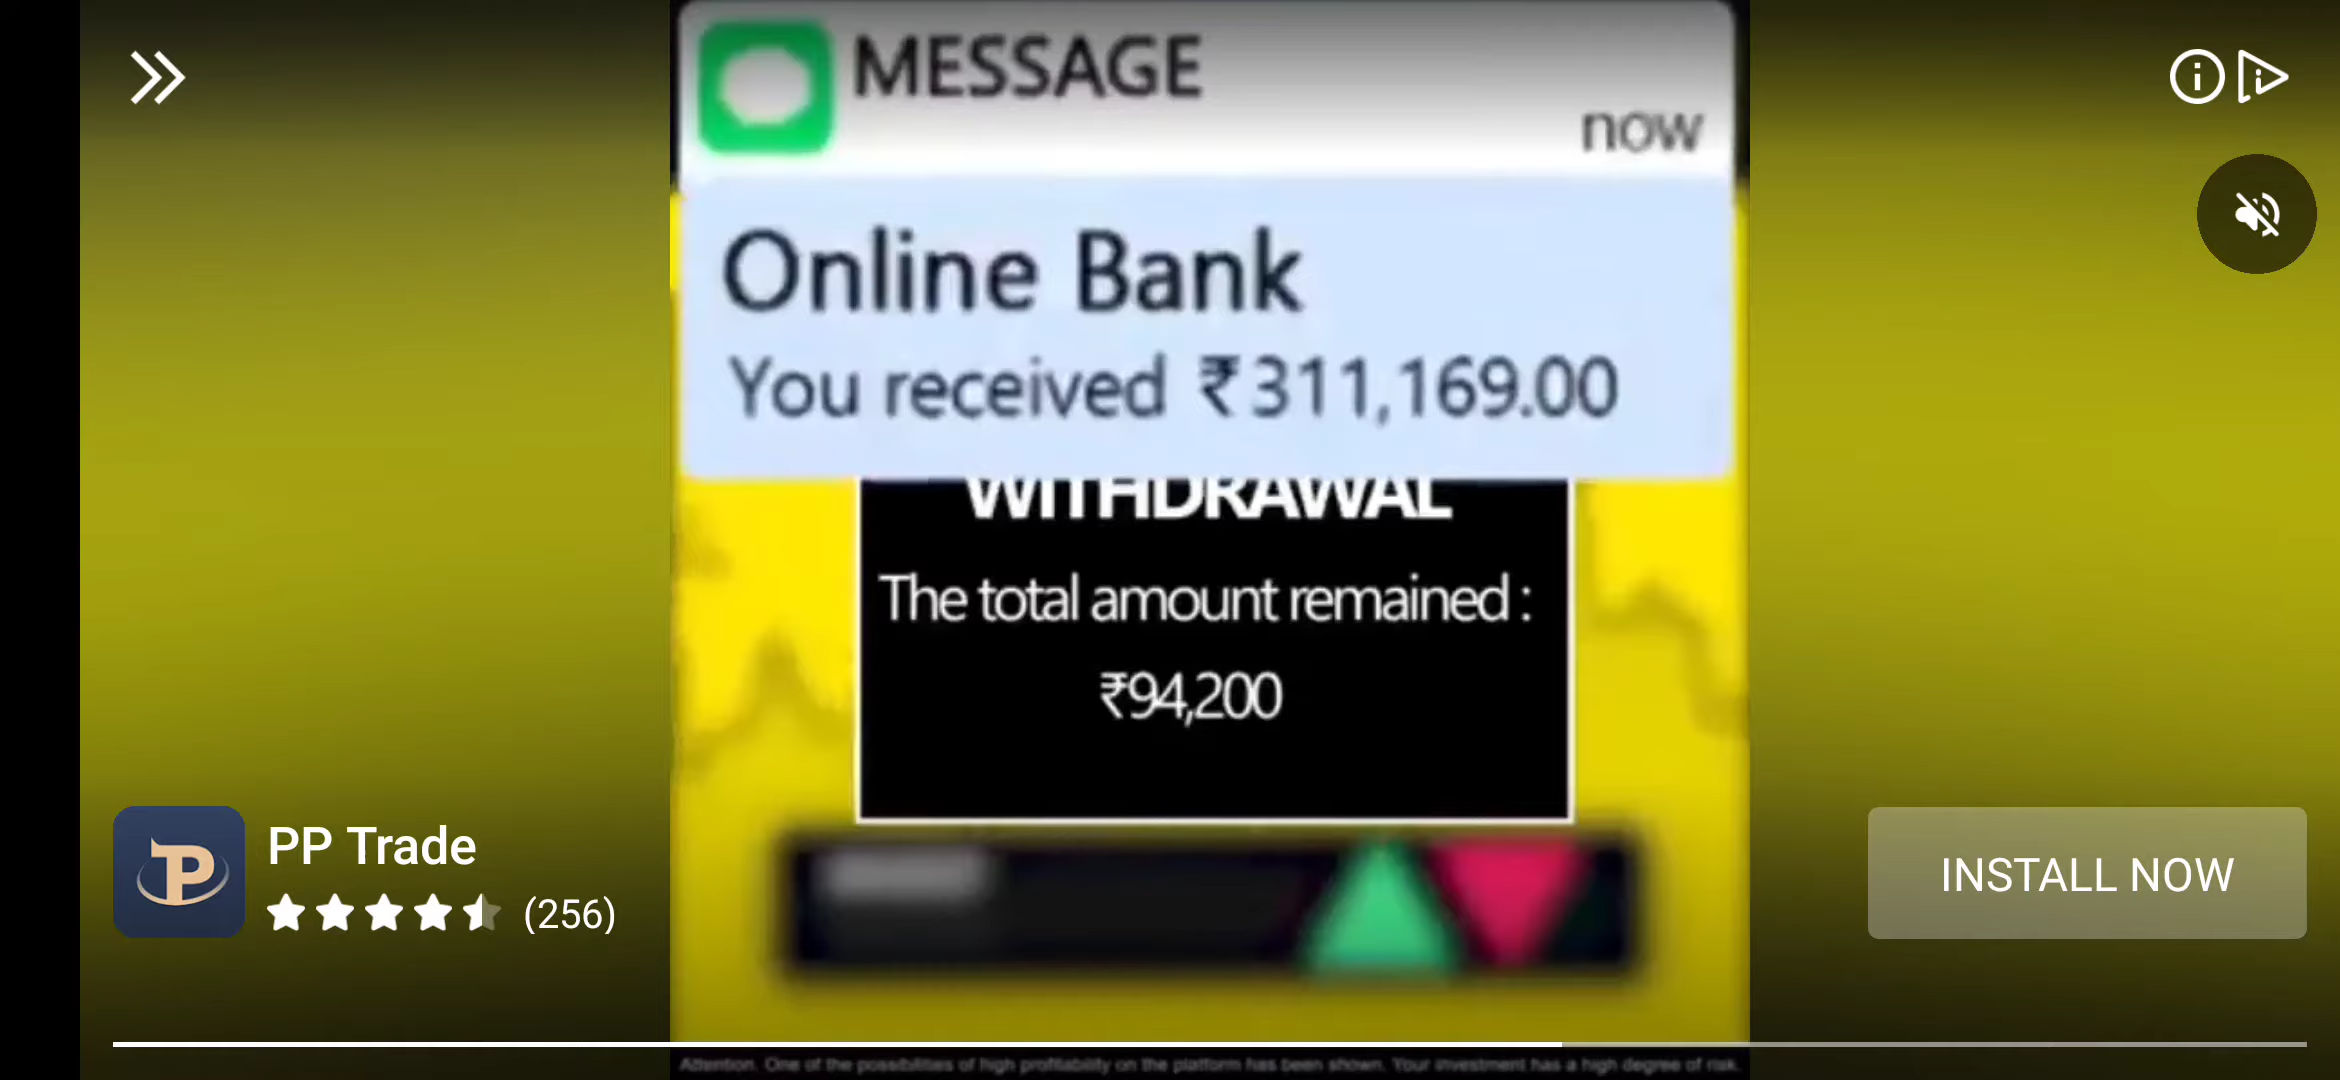 MESSAGE
now
Online Bank
You received ₹311,169.00
WITHDRAWAL
The total amount remained :
₹94,200
PP Trade
(256)
INSTALL NOW
Attention. One of the possibilities of high profitability on the platform has been shown. Your investment has a high degree of risk.